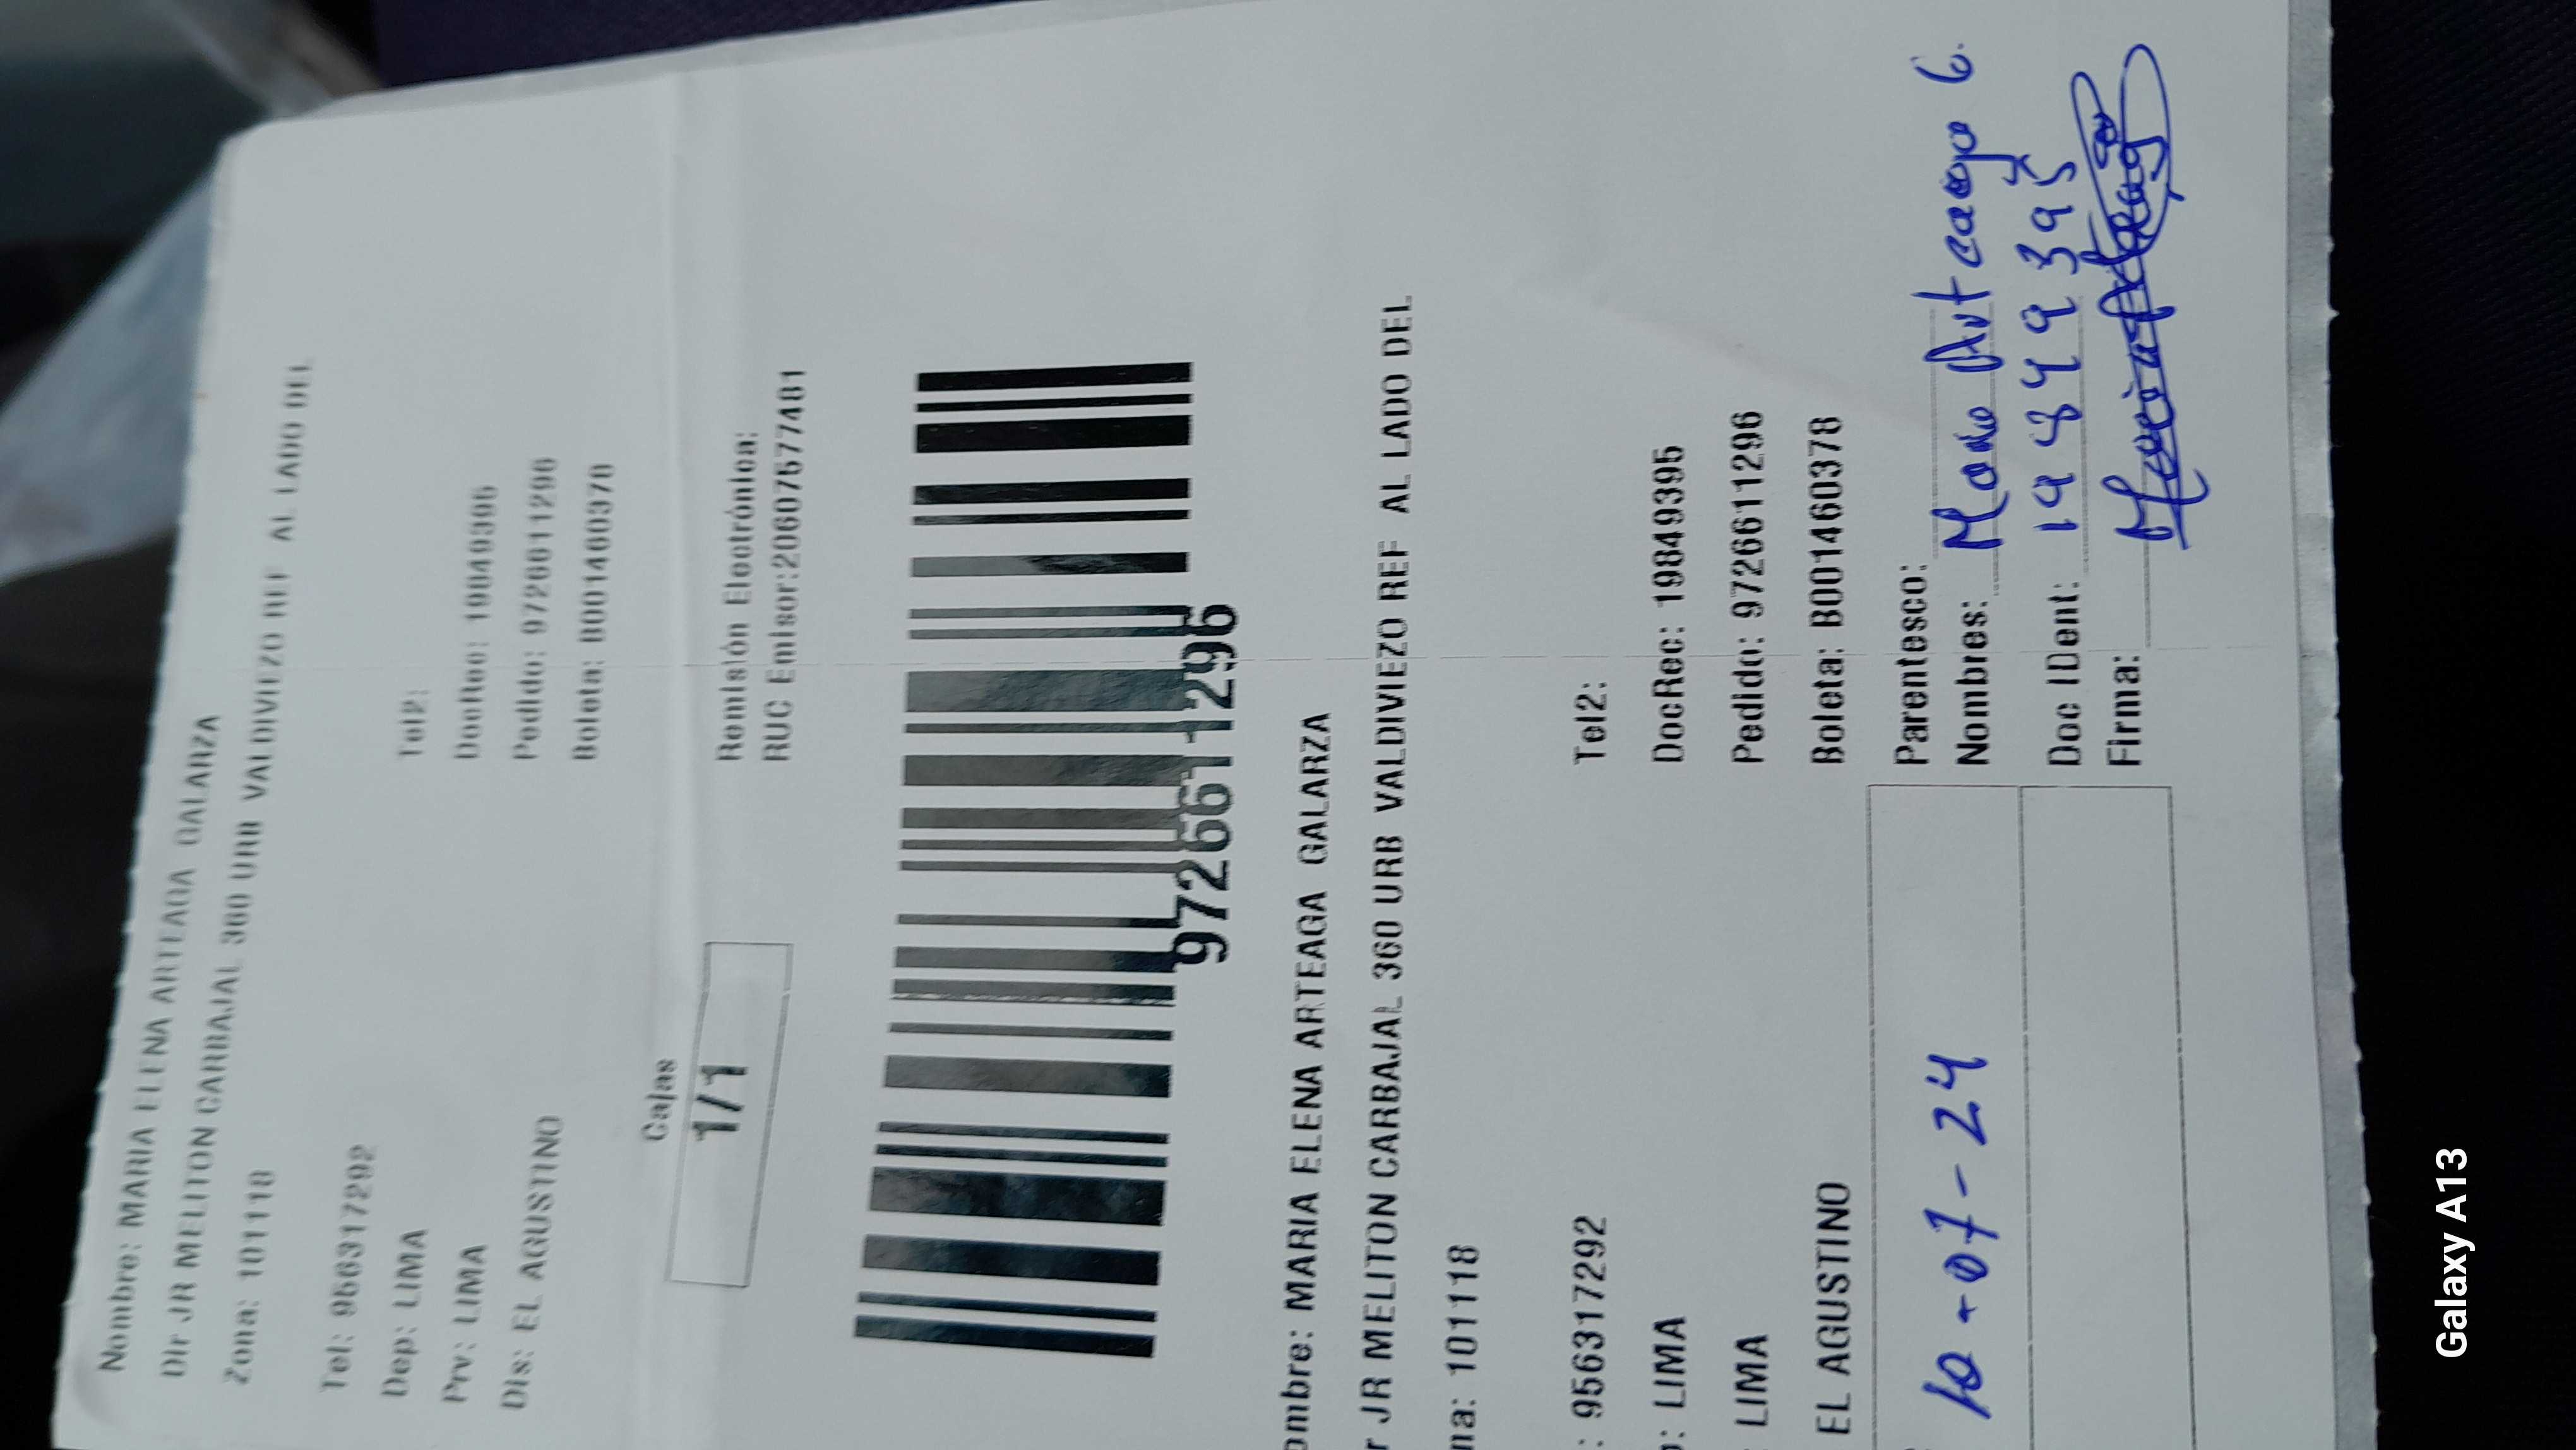 Nombre: MARIA ELENA ARTEAGA GALARZA
Dir JR MELITON CARBAJAL 360 URB VALDIVIEZO REF AL LADO DEL
Zona: 101118
Tel: 956317292
Tel2:
Dep: LIMA
DocRec: 19849395
Prv: LIMA
Pedido: 9726611296
Dis: EL AGUSTINO
Boleta: B001460378
Cajas
1/1
Remisión Electrónica:
RUC Emisor:20607577481
9726611296
ombre: MARIA ELENA ARTEAGA GALARZA
r JR MELITON CARBAJAL 360 URB VALDIVIEZO REF AL LADO DEL
na: 101118
: 956317292
Tel2:
: LIMA
DocRec: 19849395
LIMA
Pedido: 9726611296
EL AGUSTINO
Boleta: B001460378
10-07-24
Parentesco:
Nombres: Maria Arteaga G.
Doc IDent: 19849395
Firma:
Galaxy A13